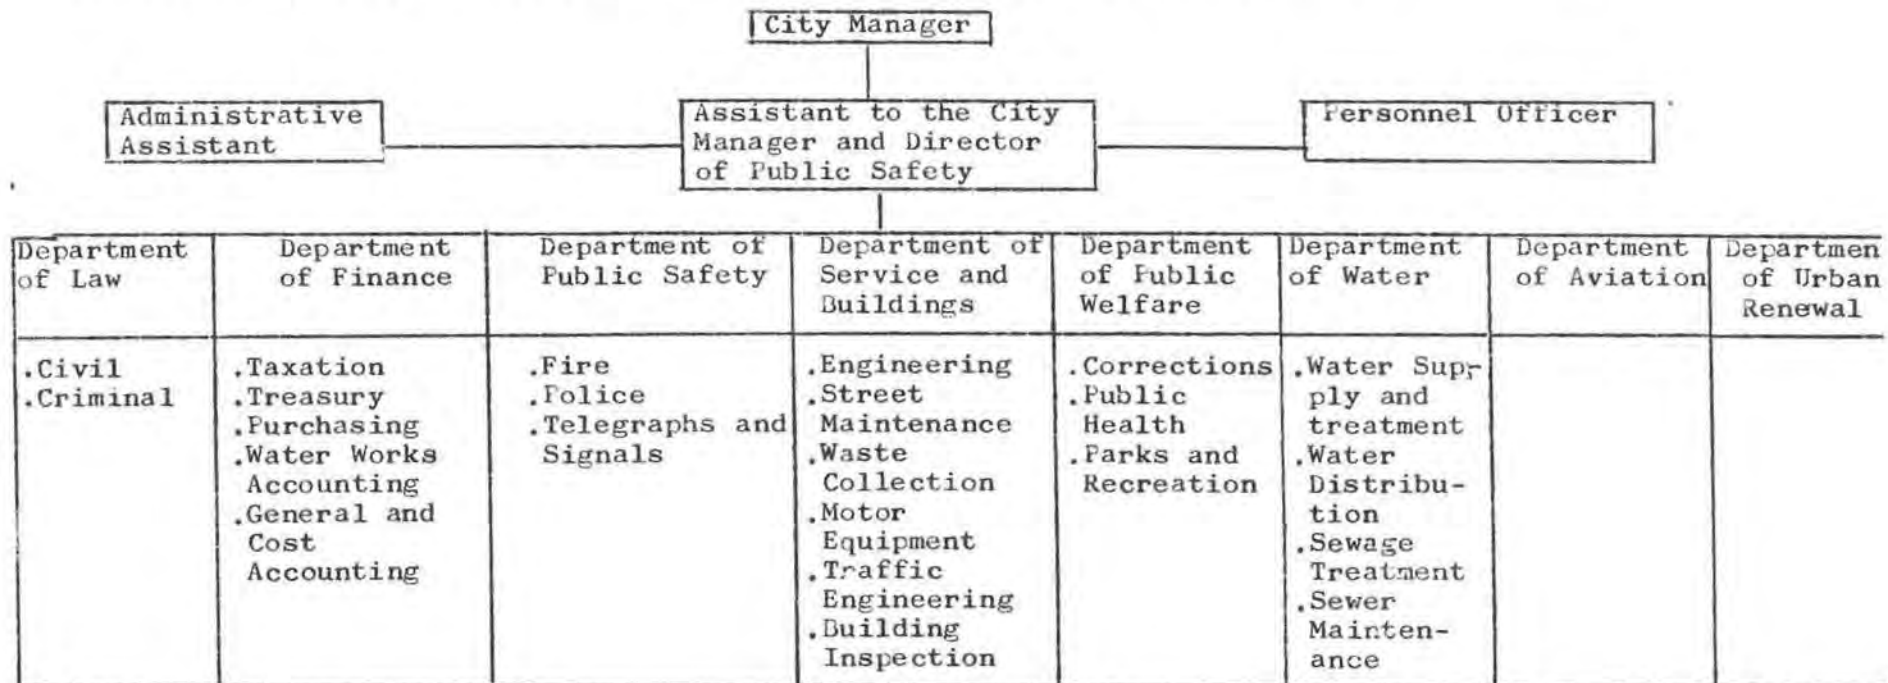 City Manager
Administrative
Assistant
Assistant to the City
Manager and Director
of Public Safety
Personnel Officer
Department
of Law
Department
of Finance
Department of
Public Safety
Department of
Service and
Buildings
Department
of Public
Welfare
Department
of Water
Department
of Aviation
Departmen
of Urban
Renewal
.Civil
.Criminal
.Taxation
.Treasury
.Purchasing
.Water Works
Accounting
.General and
Cost
Accounting
.Fire
.Police
.Telegraphs and
Signals
.Engineering
.Street
Maintenance
.Waste
Collection
.Motor
Equipment
.Traffic
Engineering
.Building
Inspection
.Corrections
.Public
Health
.Parks and
Recreation
.Water Sup-
ply and
treatment
.Water
Distribu-
tion
.Sewage
Treatment
.Sewer
Mainten-
ance